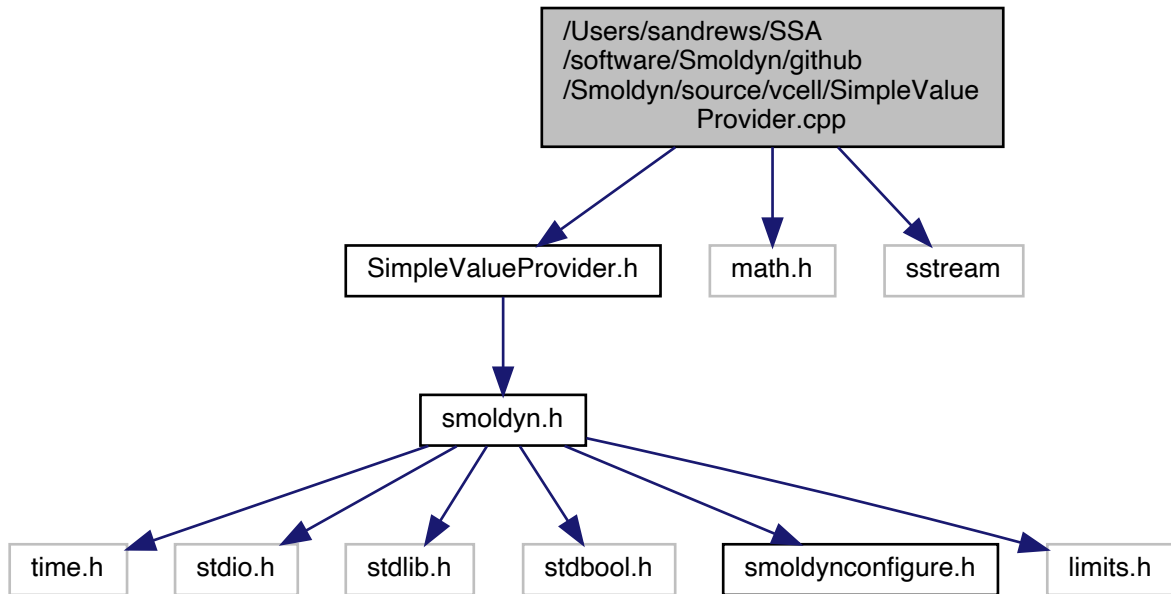 /Users/sandrews/SSA
/software/Smoldyn/github
/Smoldyn/source/vcell/SimpleValue
Provider.cpp
SimpleValueProvider.h
math.h
sstream
smoldyn.h
time.h
stdio.h
stdlib.h
stdbool.h
smoldynconfigure.h
limits.h